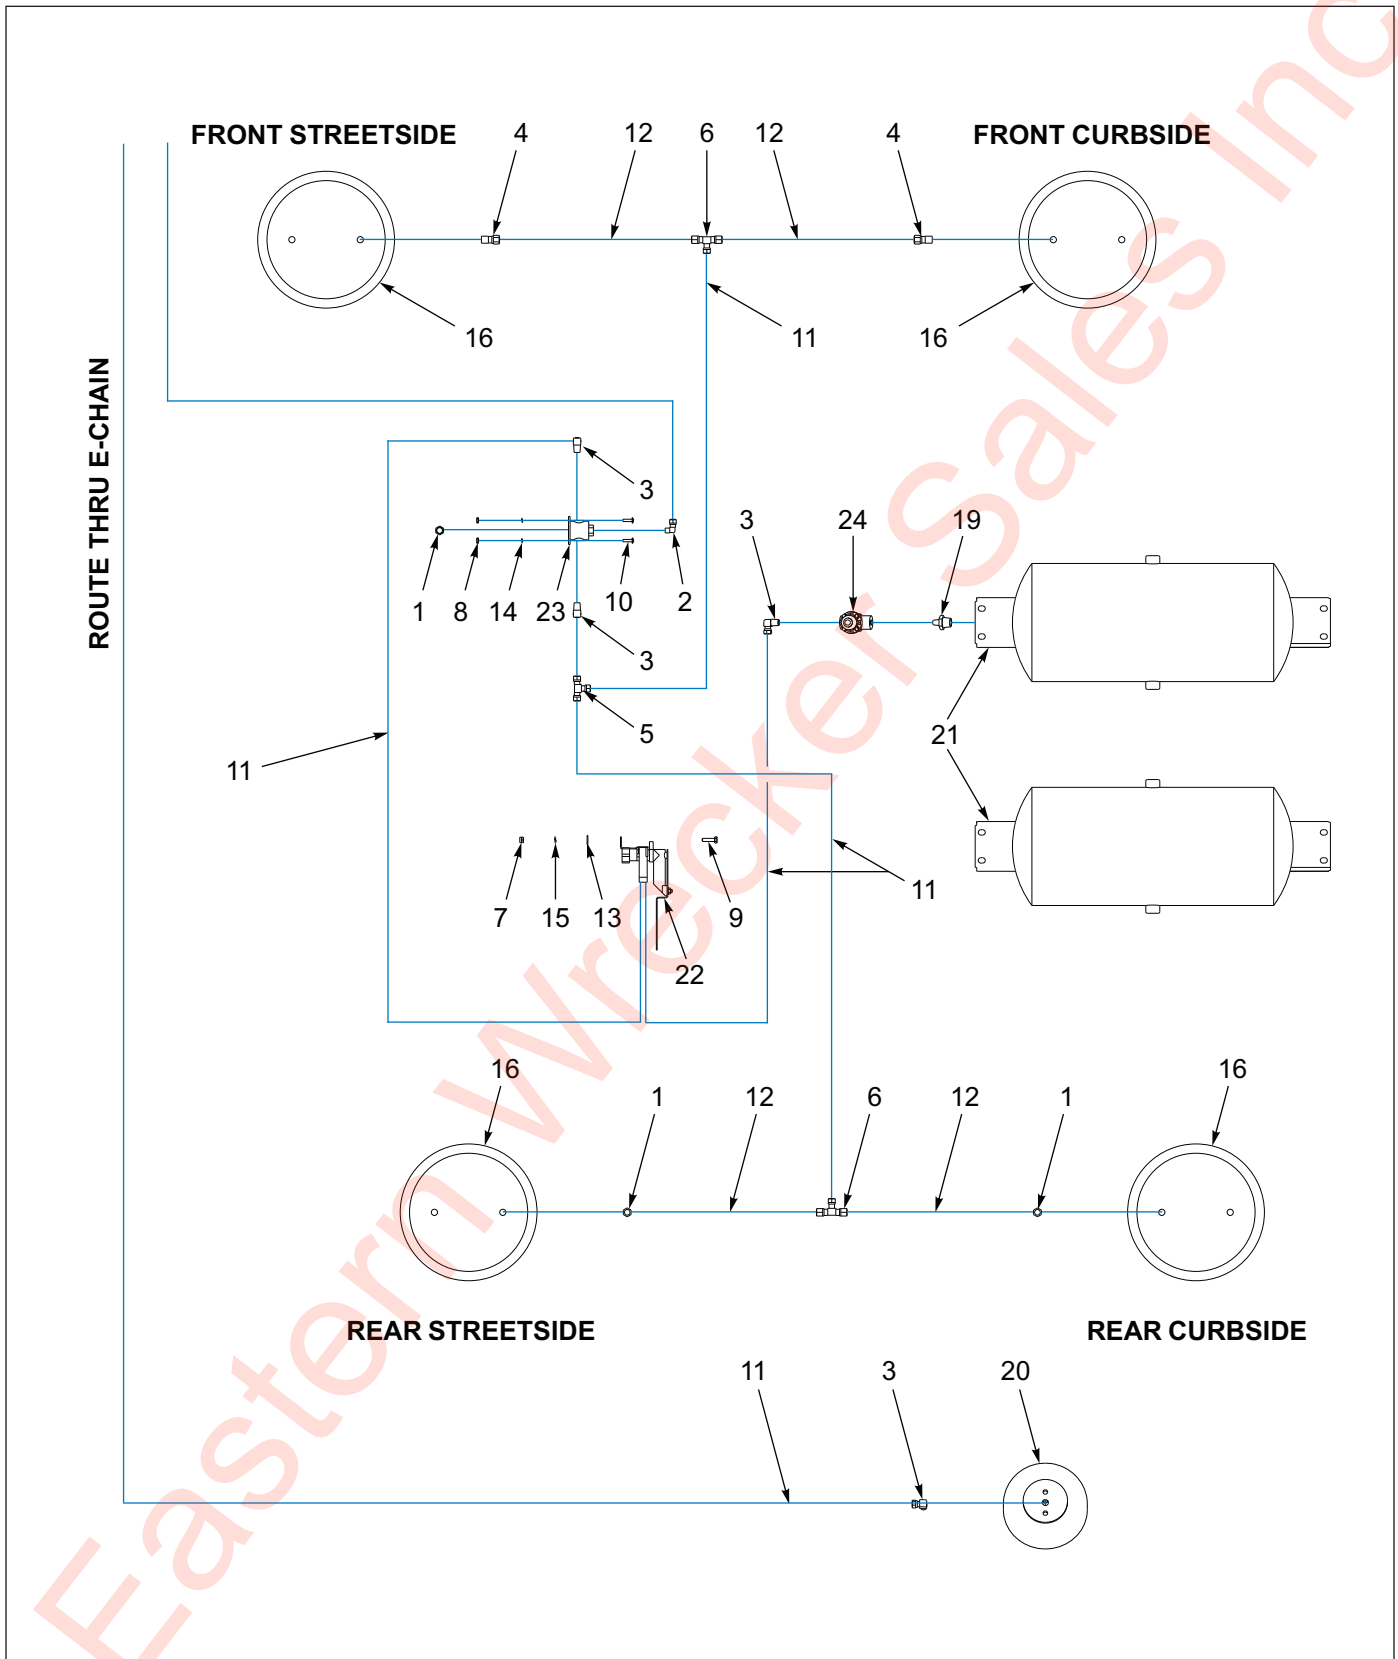 FRONT STREETSIDE 4 12 6 12 4 FRONT CURBSIDE
16 11 16
ROUTE THRU E-CHAIN
3
3 24 19
1 8 14 23 10 2
3
5 21
11
11
7 15 13 9
22
16 1 12 6 12 1 16
REAR STREETSIDE REAR CURBSIDE
11 3 20
Eastern Wrecker Sales Inc